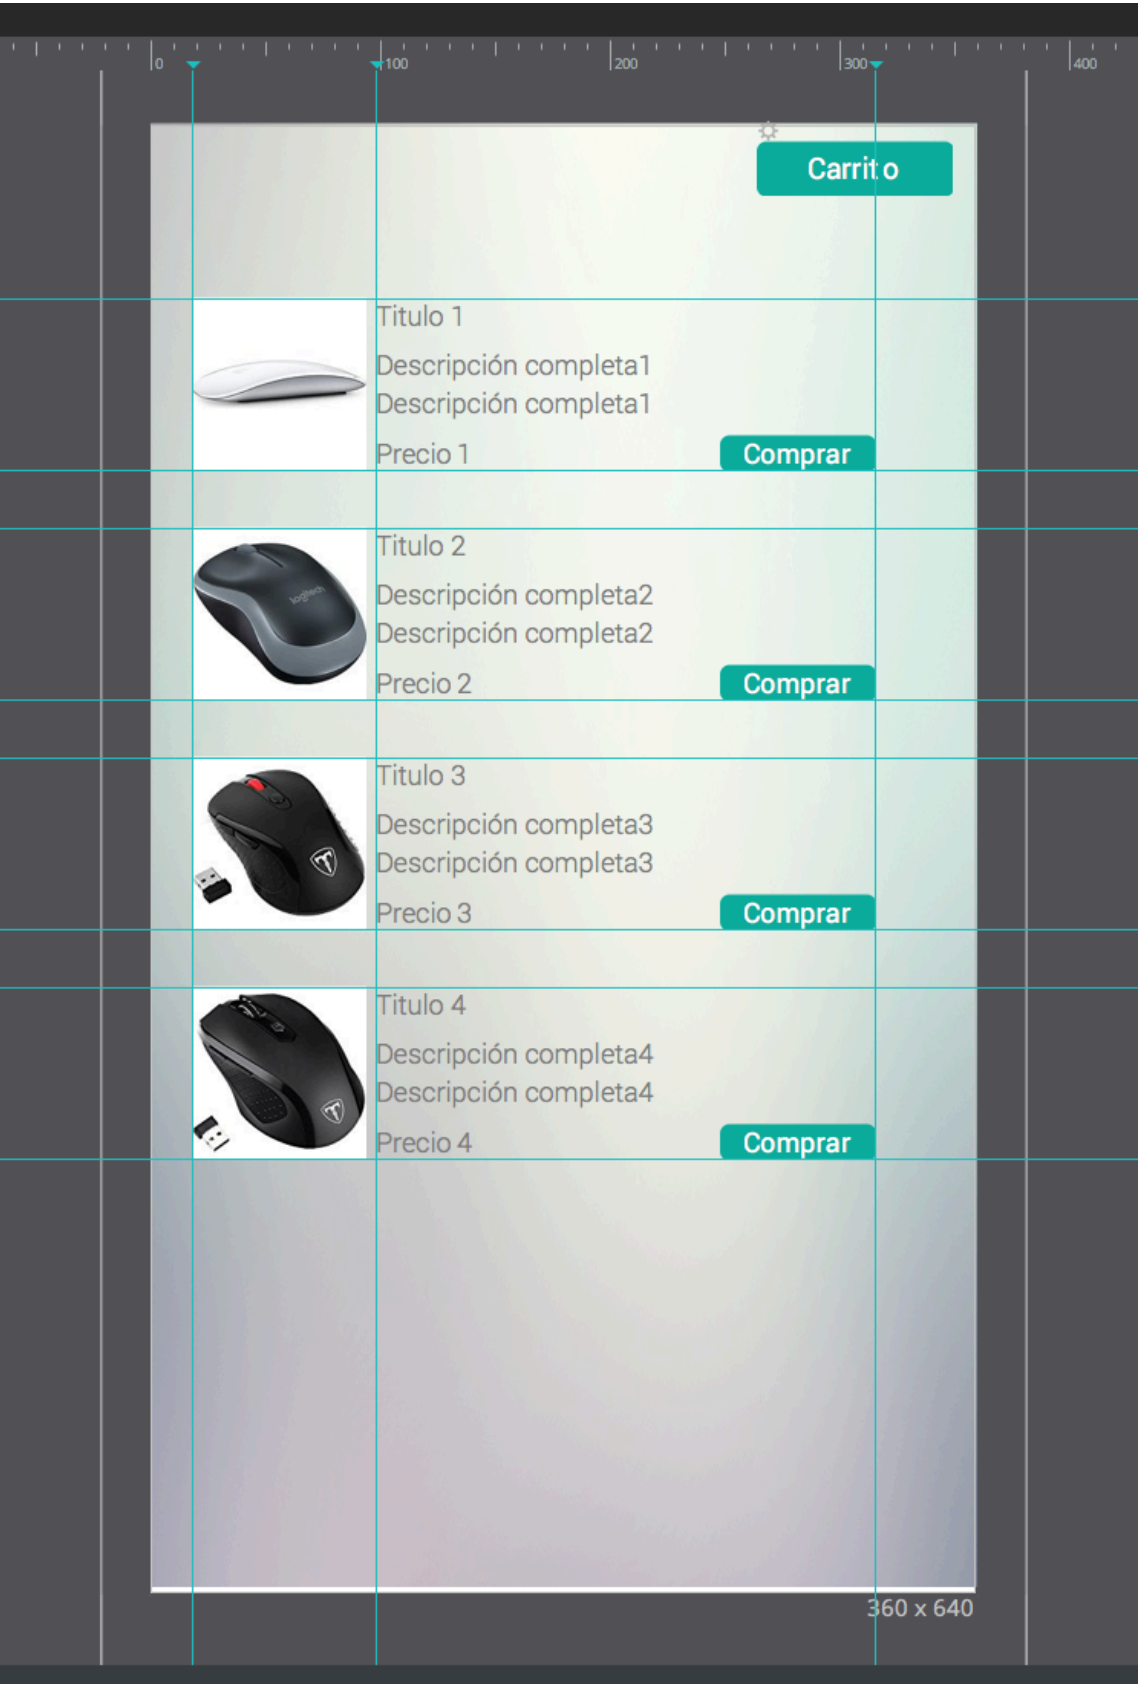 0 100 200 300 400
Carrito
Titulo 1
Descripción completa1
Descripción completa1
Precio 1 Comprar
logitech
Titulo 2
Descripción completa2
Descripción completa2
Precio 2 Comprar
Titulo 3
Descripción completa3
Descripción completa3
Precio 3 Comprar
Titulo 4
Descripción completa4
Descripción completa4
Precio 4 Comprar
360 x 640